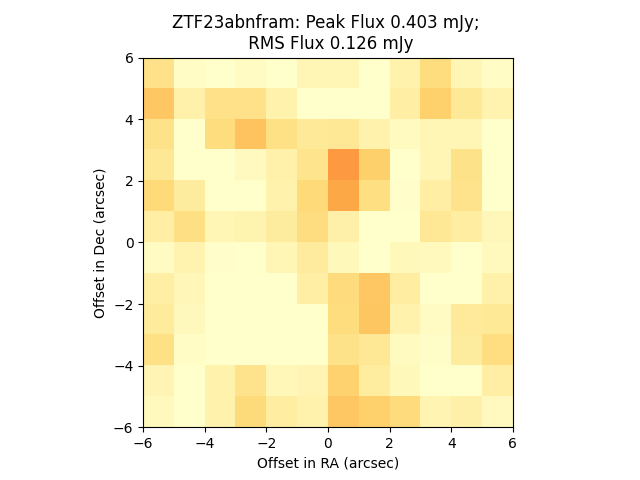 ZTF23abnfram: Peak Flux 0.403 mJy;
RMS Flux 0.126 mJy
6
4
2
0
−2
−4
−6
Offset in Dec (arcsec)
−6 −4 −2 0 2 4 6
Offset in RA (arcsec)